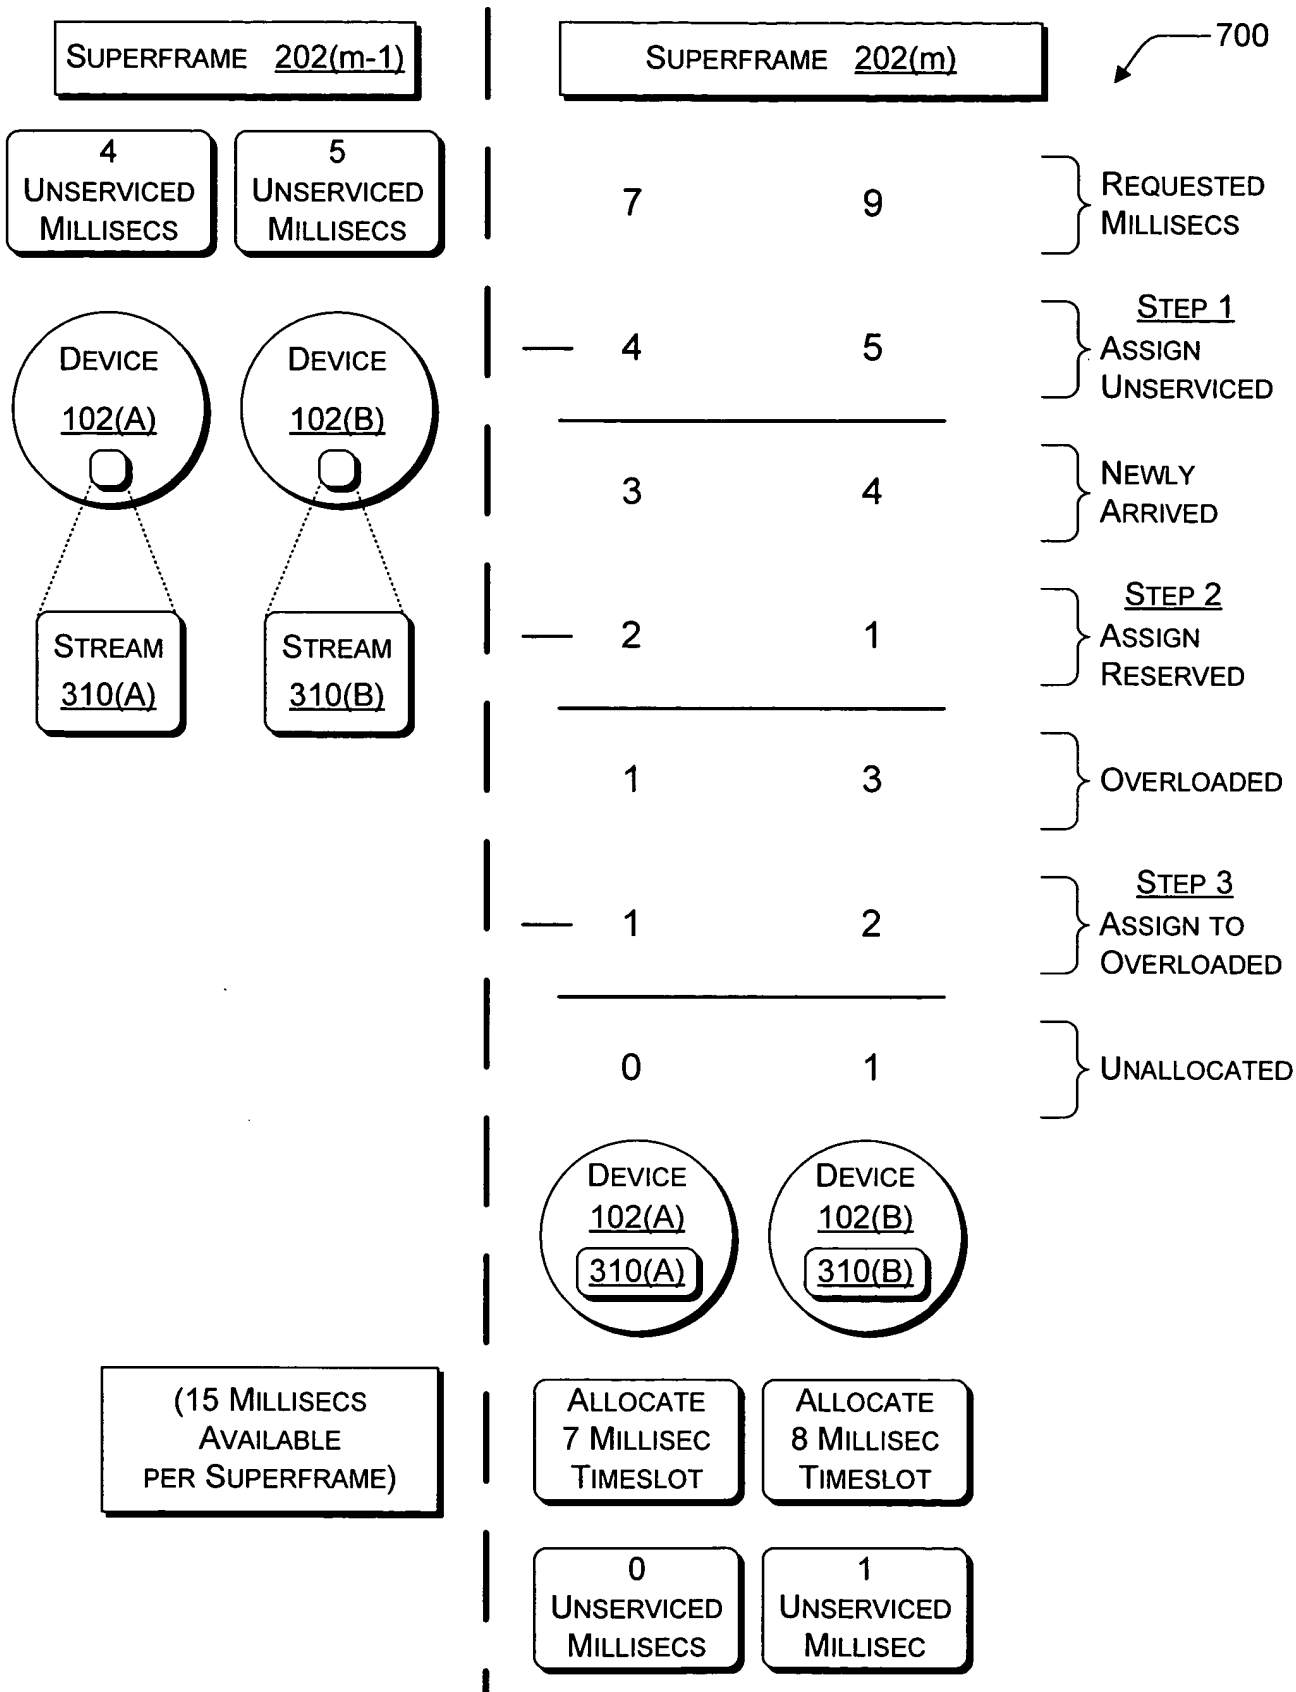 SUPERFRAME 202(m-1)
SUPERFRAME 202(m)
700
4
UNSERVICED
MILLISECS
5
UNSERVICED
MILLISECS
7 9
REQUESTED
MILLISECS
DEVICE
102(A)
DEVICE
102(B)
— 4 5
STEP 1
ASSIGN
UNSERVICED
3 4
NEWLY
ARRIVED
STREAM
310(A)
STREAM
310(B)
— 2 1
STEP 2
ASSIGN
RESERVED
1 3
OVERLOADED
— 1 2
STEP 3
ASSIGN TO
OVERLOADED
0 1
UNALLOCATED
DEVICE
102(A)
310(A)
DEVICE
102(B)
310(B)
(15 MILLISECS
AVAILABLE
PER SUPERFRAME)
ALLOCATE
7 MILLISEC
TIMESLOT
ALLOCATE
8 MILLISEC
TIMESLOT
0
UNSERVICED
MILLISECS
1
UNSERVICED
MILLISEC